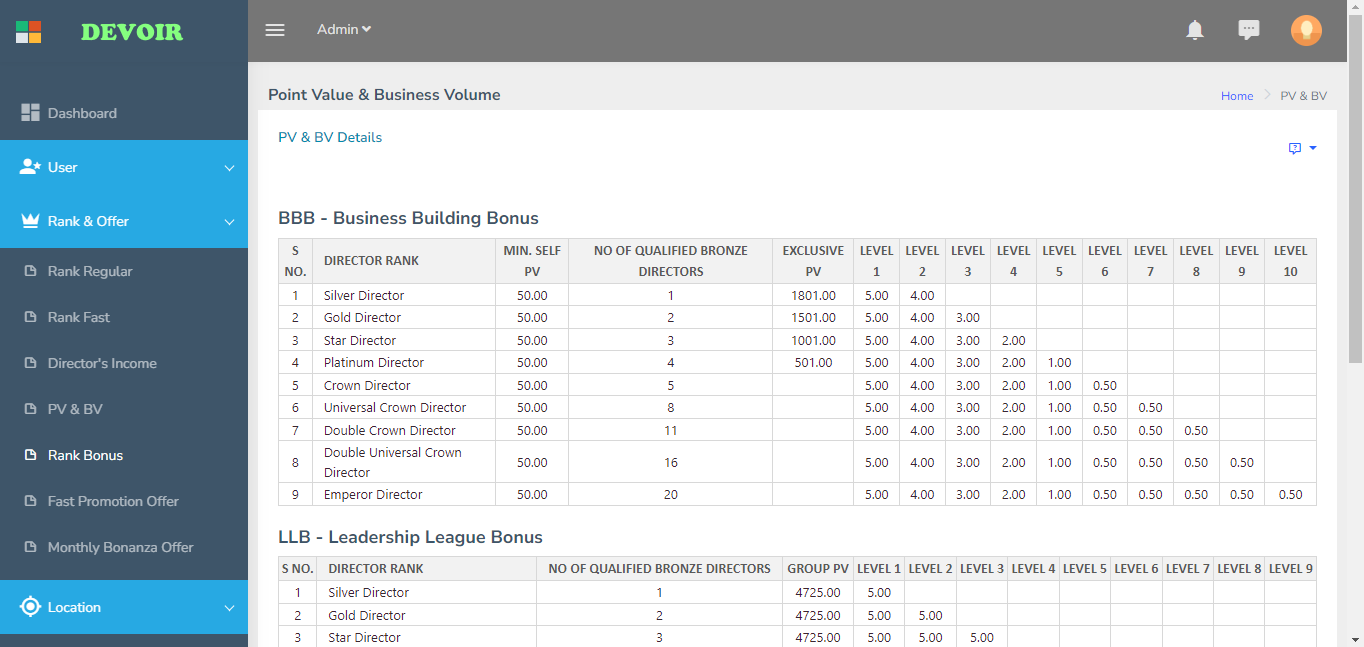 DEVOIR
Admin
Point Value & Business Volume
Home
PV & BV
Dashboard
User
Rank & Offer
Rank Regular
Rank Fast
Director's Income
PV & BV
Rank Bonus
Fast Promotion Offer
Monthly Bonanza Offer
Location
PV & BV Details
BBB - Business Building Bonus
S NO. DIRECTOR RANK MIN. SELF PV NO OF QUALIFIED BRONZE DIRECTORS EXCLUSIVE PV LEVEL 1 LEVEL 2 LEVEL 3 LEVEL 4 LEVEL 5 LEVEL 6 LEVEL 7 LEVEL 8 LEVEL 9 LEVEL 10
1 Silver Director 50.00 1 1801.00 5.00 4.00
2 Gold Director 50.00 2 1501.00 5.00 4.00 3.00
3 Star Director 50.00 3 1001.00 5.00 4.00 3.00 2.00
4 Platinum Director 50.00 4 501.00 5.00 4.00 3.00 2.00 1.00
5 Crown Director 50.00 5 5.00 4.00 3.00 2.00 1.00 0.50
6 Universal Crown Director 50.00 8 5.00 4.00 3.00 2.00 1.00 0.50 0.50
7 Double Crown Director 50.00 11 5.00 4.00 3.00 2.00 1.00 0.50 0.50 0.50
8 Double Universal Crown Director 50.00 16 5.00 4.00 3.00 2.00 1.00 0.50 0.50 0.50 0.50
9 Emperor Director 50.00 20 5.00 4.00 3.00 2.00 1.00 0.50 0.50 0.50 0.50 0.50
LLB - Leadership League Bonus
S NO. DIRECTOR RANK NO OF QUALIFIED BRONZE DIRECTORS GROUP PV LEVEL 1 LEVEL 2 LEVEL 3 LEVEL 4 LEVEL 5 LEVEL 6 LEVEL 7 LEVEL 8 LEVEL 9
1 Silver Director 1 4725.00 5.00
2 Gold Director 2 4725.00 5.00 5.00
3 Star Director 3 4725.00 5.00 5.00 5.00